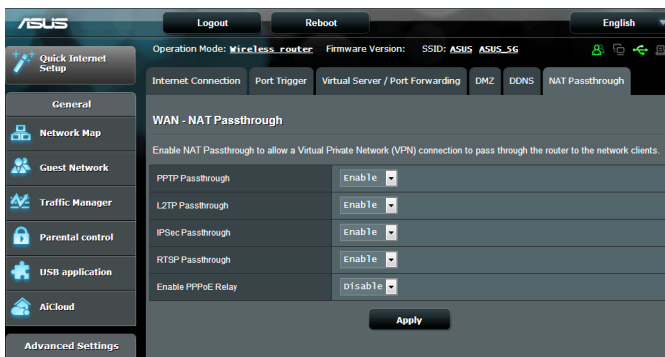 ASUS
Logout
Reboot
English
Operation Mode: Wireless router Firmware Version: SSID: ASUS ASUS_5G
Quick Internet
Setup
General
Network Map
Guest Network
Traffic Manager
Parental control
USB application
AiCloud
Advanced Settings
Internet Connection
Port Trigger
Virtual Server / Port Forwarding
DMZ
DDNS
NAT Passthrough
WAN - NAT Passthrough
Enable NAT Passthrough to allow a Virtual Private Network (VPN) connection to pass through the router to the network clients.
PPTP Passthrough Enable
L2TP Passthrough Enable
IPSec Passthrough Enable
RTSP Passthrough Enable
Enable PPPoE Relay Disable
Apply